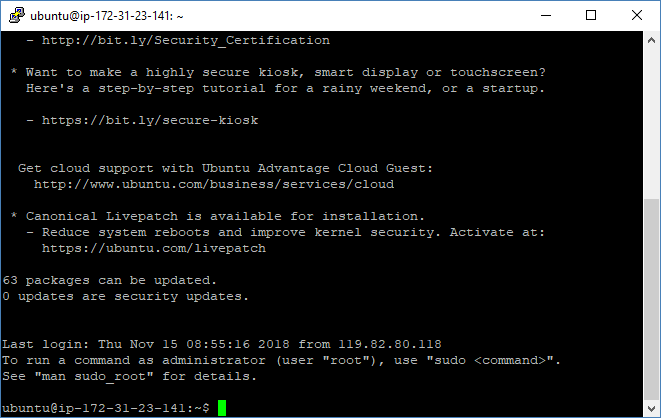 ubuntu@ip-172-31-23-141: ~
- http://bit.ly/Security_Certification
* Want to make a highly secure kiosk, smart display or touchscreen?
Here's a step-by-step tutorial for a rainy weekend, or a startup.
- https://bit.ly/secure-kiosk
Get cloud support with Ubuntu Advantage Cloud Guest:
http://www.ubuntu.com/business/services/cloud
* Canonical Livepatch is available for installation.
- Reduce system reboots and improve kernel security. Activate at:
https://ubuntu.com/livepatch
63 packages can be updated.
0 updates are security updates.
Last login: Thu Nov 15 08:55:16 2018 from 119.82.80.118
To run a command as administrator (user "root"), use "sudo <command>".
See "man sudo_root" for details.
ubuntu@ip-172-31-23-141:~$